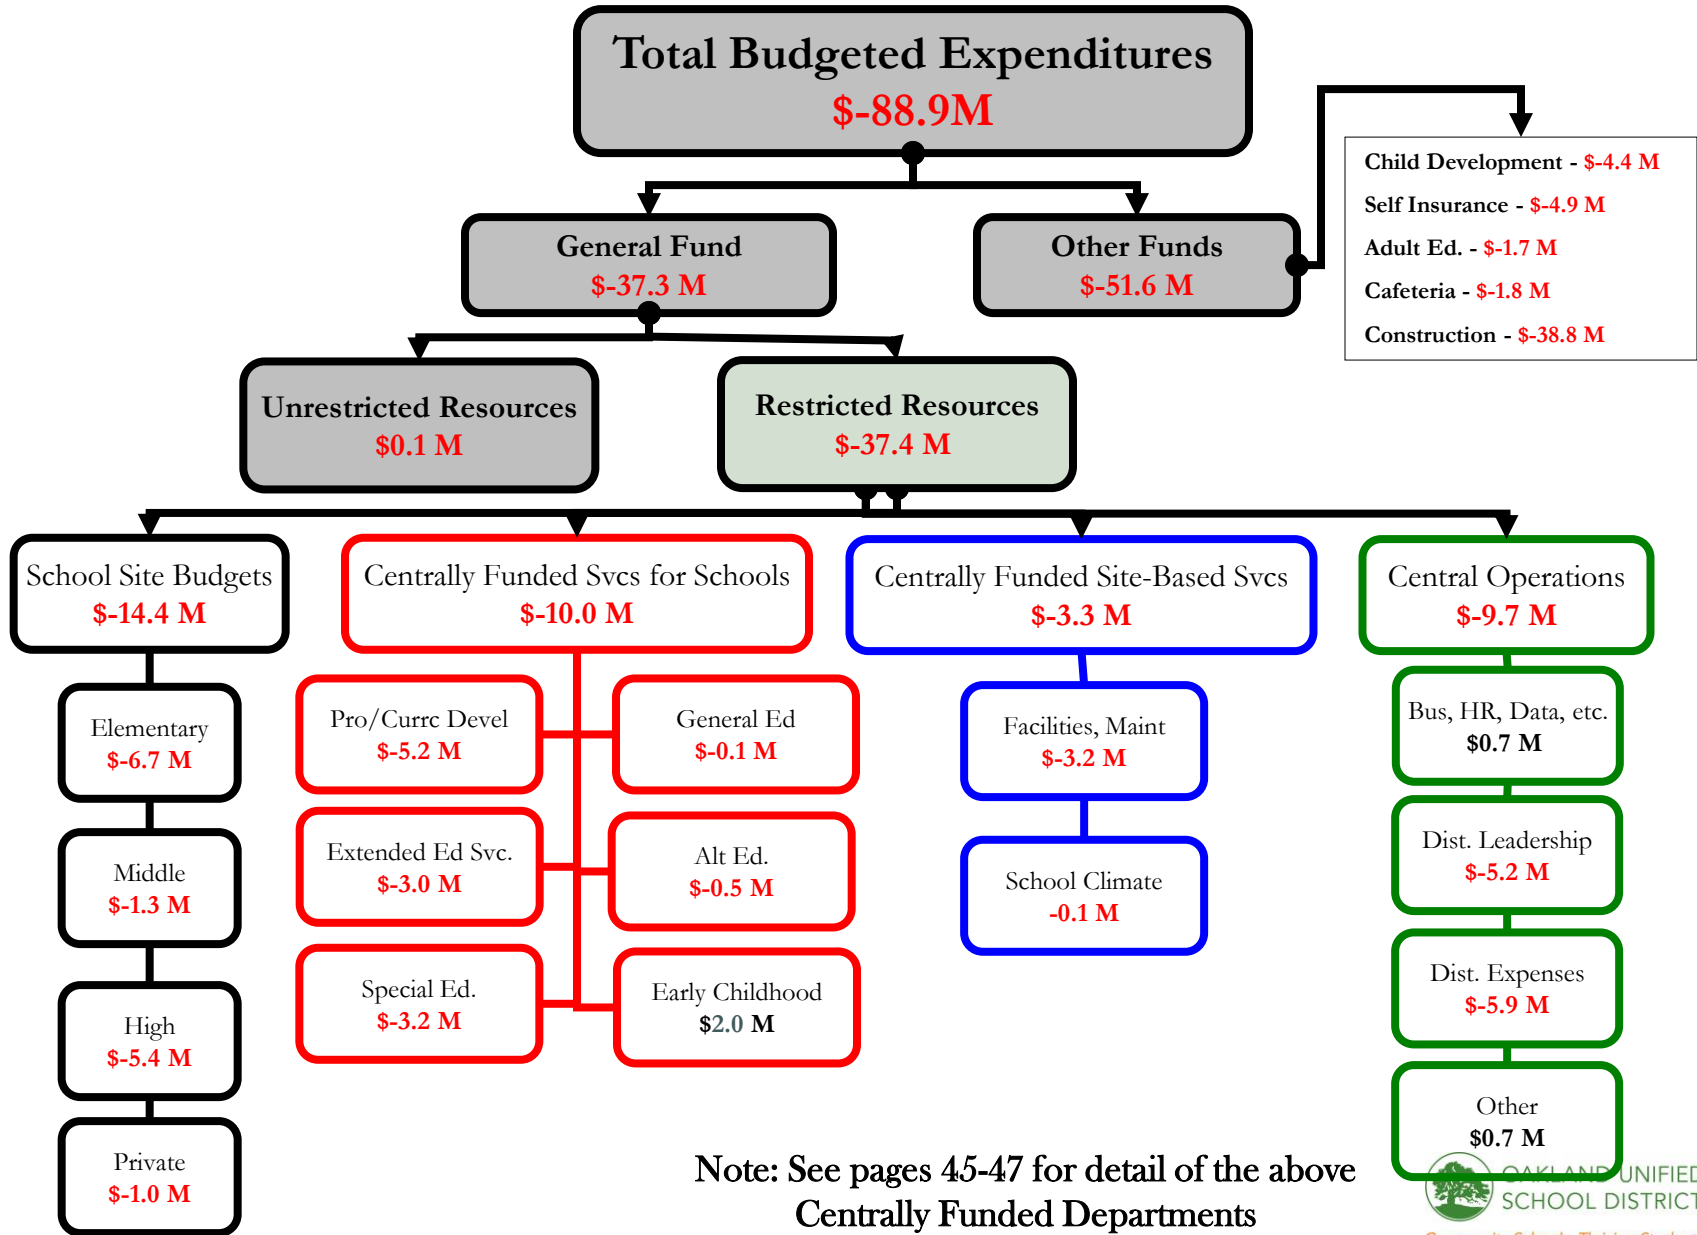 Total Budgeted Expenditures
$-88.9M
Child Development - $-4.4 M
Self Insurance - $-4.9 M
Adult Ed. - $-1.7 M
Cafeteria - $-1.8 M
Construction - $-38.8 M
General Fund
$-37.3 M
Other Funds
$-51.6 M
Unrestricted Resources
$0.1 M
Restricted Resources
$-37.4 M
School Site Budgets
$-14.4 M
Centrally Funded Svcs for Schools
$-10.0 M
Centrally Funded Site-Based Svcs
$-3.3 M
Central Operations
$-9.7 M
Elementary
$-6.7 M
Middle
$-1.3 M
High
$-5.4 M
Private
$-1.0 M
Pro/Currc Devel
$-5.2 M
General Ed
$-0.1 M
Extended Ed Svc.
$-3.0 M
Alt Ed.
$-0.5 M
Special Ed.
$-3.2 M
Early Childhood
$2.0 M
Facilities, Maint
$-3.2 M
School Climate
-0.1 M
Bus, HR, Data, etc.
$0.7 M
Dist. Leadership
$-5.2 M
Dist. Expenses
$-5.9 M
Other
$0.7 M
Note: See pages 45-47 for detail of the above
Centrally Funded Departments
OAKLAND UNIFIED
SCHOOL DISTRICT